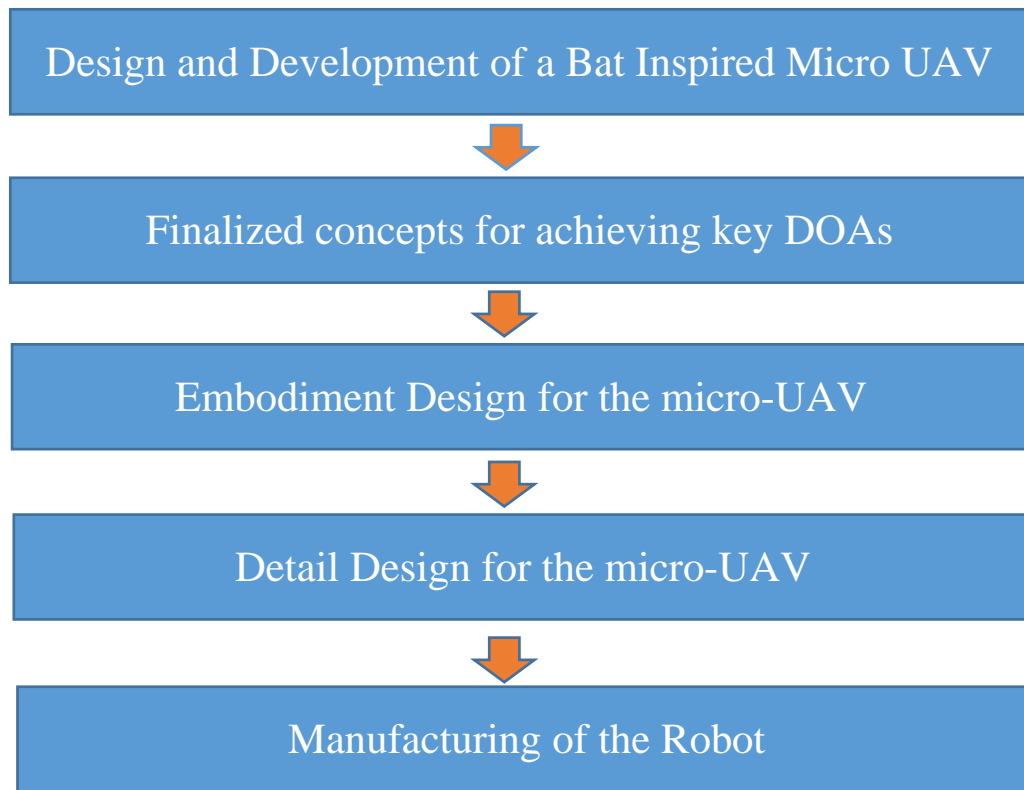 Design and Development of a Bat Inspired Micro UAV
Finalized concepts for achieving key DOAs
Embodiment Design for the micro-UAV
Detail Design for the micro-UAV
Manufacturing of the Robot